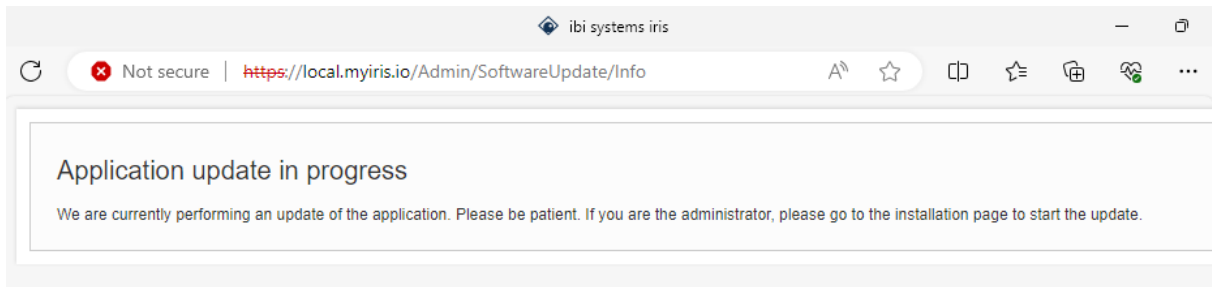 ibi systems iris
Not secure | https://local.myiris.io/Admin/SoftwareUpdate/Info
Application update in progress
We are currently performing an update of the application. Please be patient. If you are the administrator, please go to the installation page to start the update.